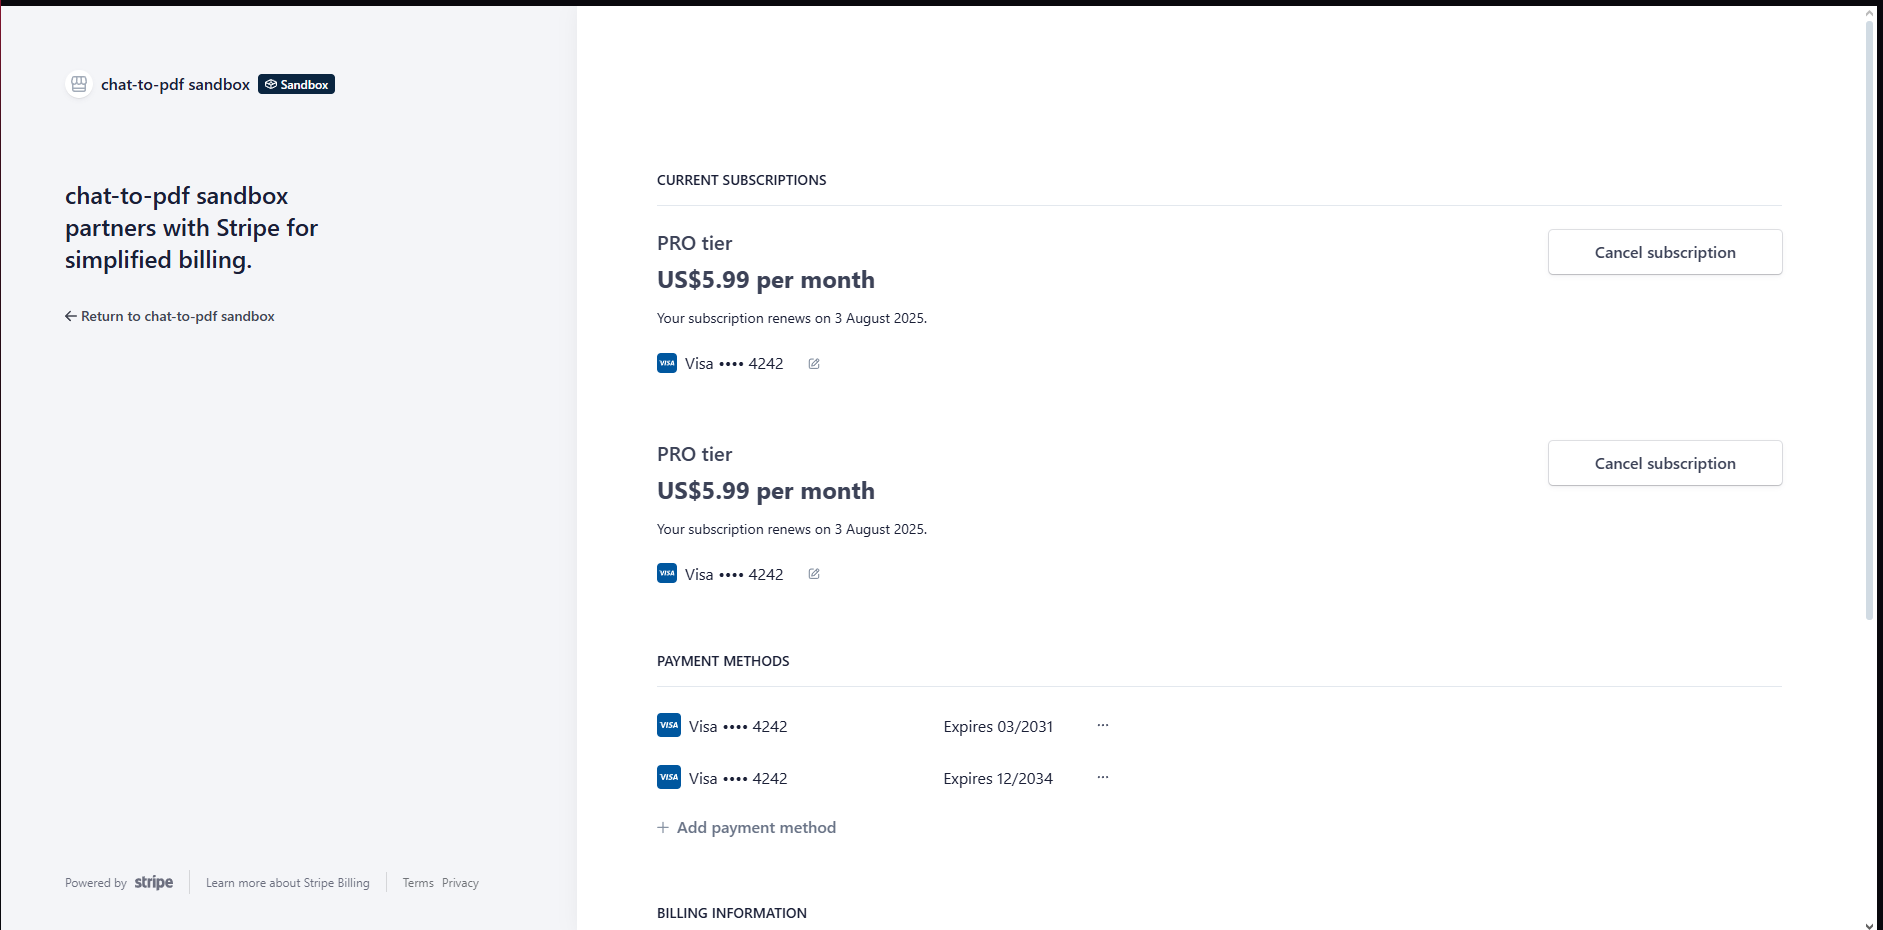 chat-to-pdf sandbox Sandbox
chat-to-pdf sandbox
partners with Stripe for
simplified billing.
Return to chat-to-pdf sandbox
Powered by stripe
Learn more about Stripe Billing
Terms Privacy
CURRENT SUBSCRIPTIONS
PRO tier
Cancel subscription
US$5.99 per month
Your subscription renews on 3 August 2025.
VISA Visa •••• 4242
PRO tier
Cancel subscription
US$5.99 per month
Your subscription renews on 3 August 2025.
VISA Visa •••• 4242
PAYMENT METHODS
VISA Visa •••• 4242 Expires 03/2031 ···
VISA Visa •••• 4242 Expires 12/2034 ···
+ Add payment method
BILLING INFORMATION